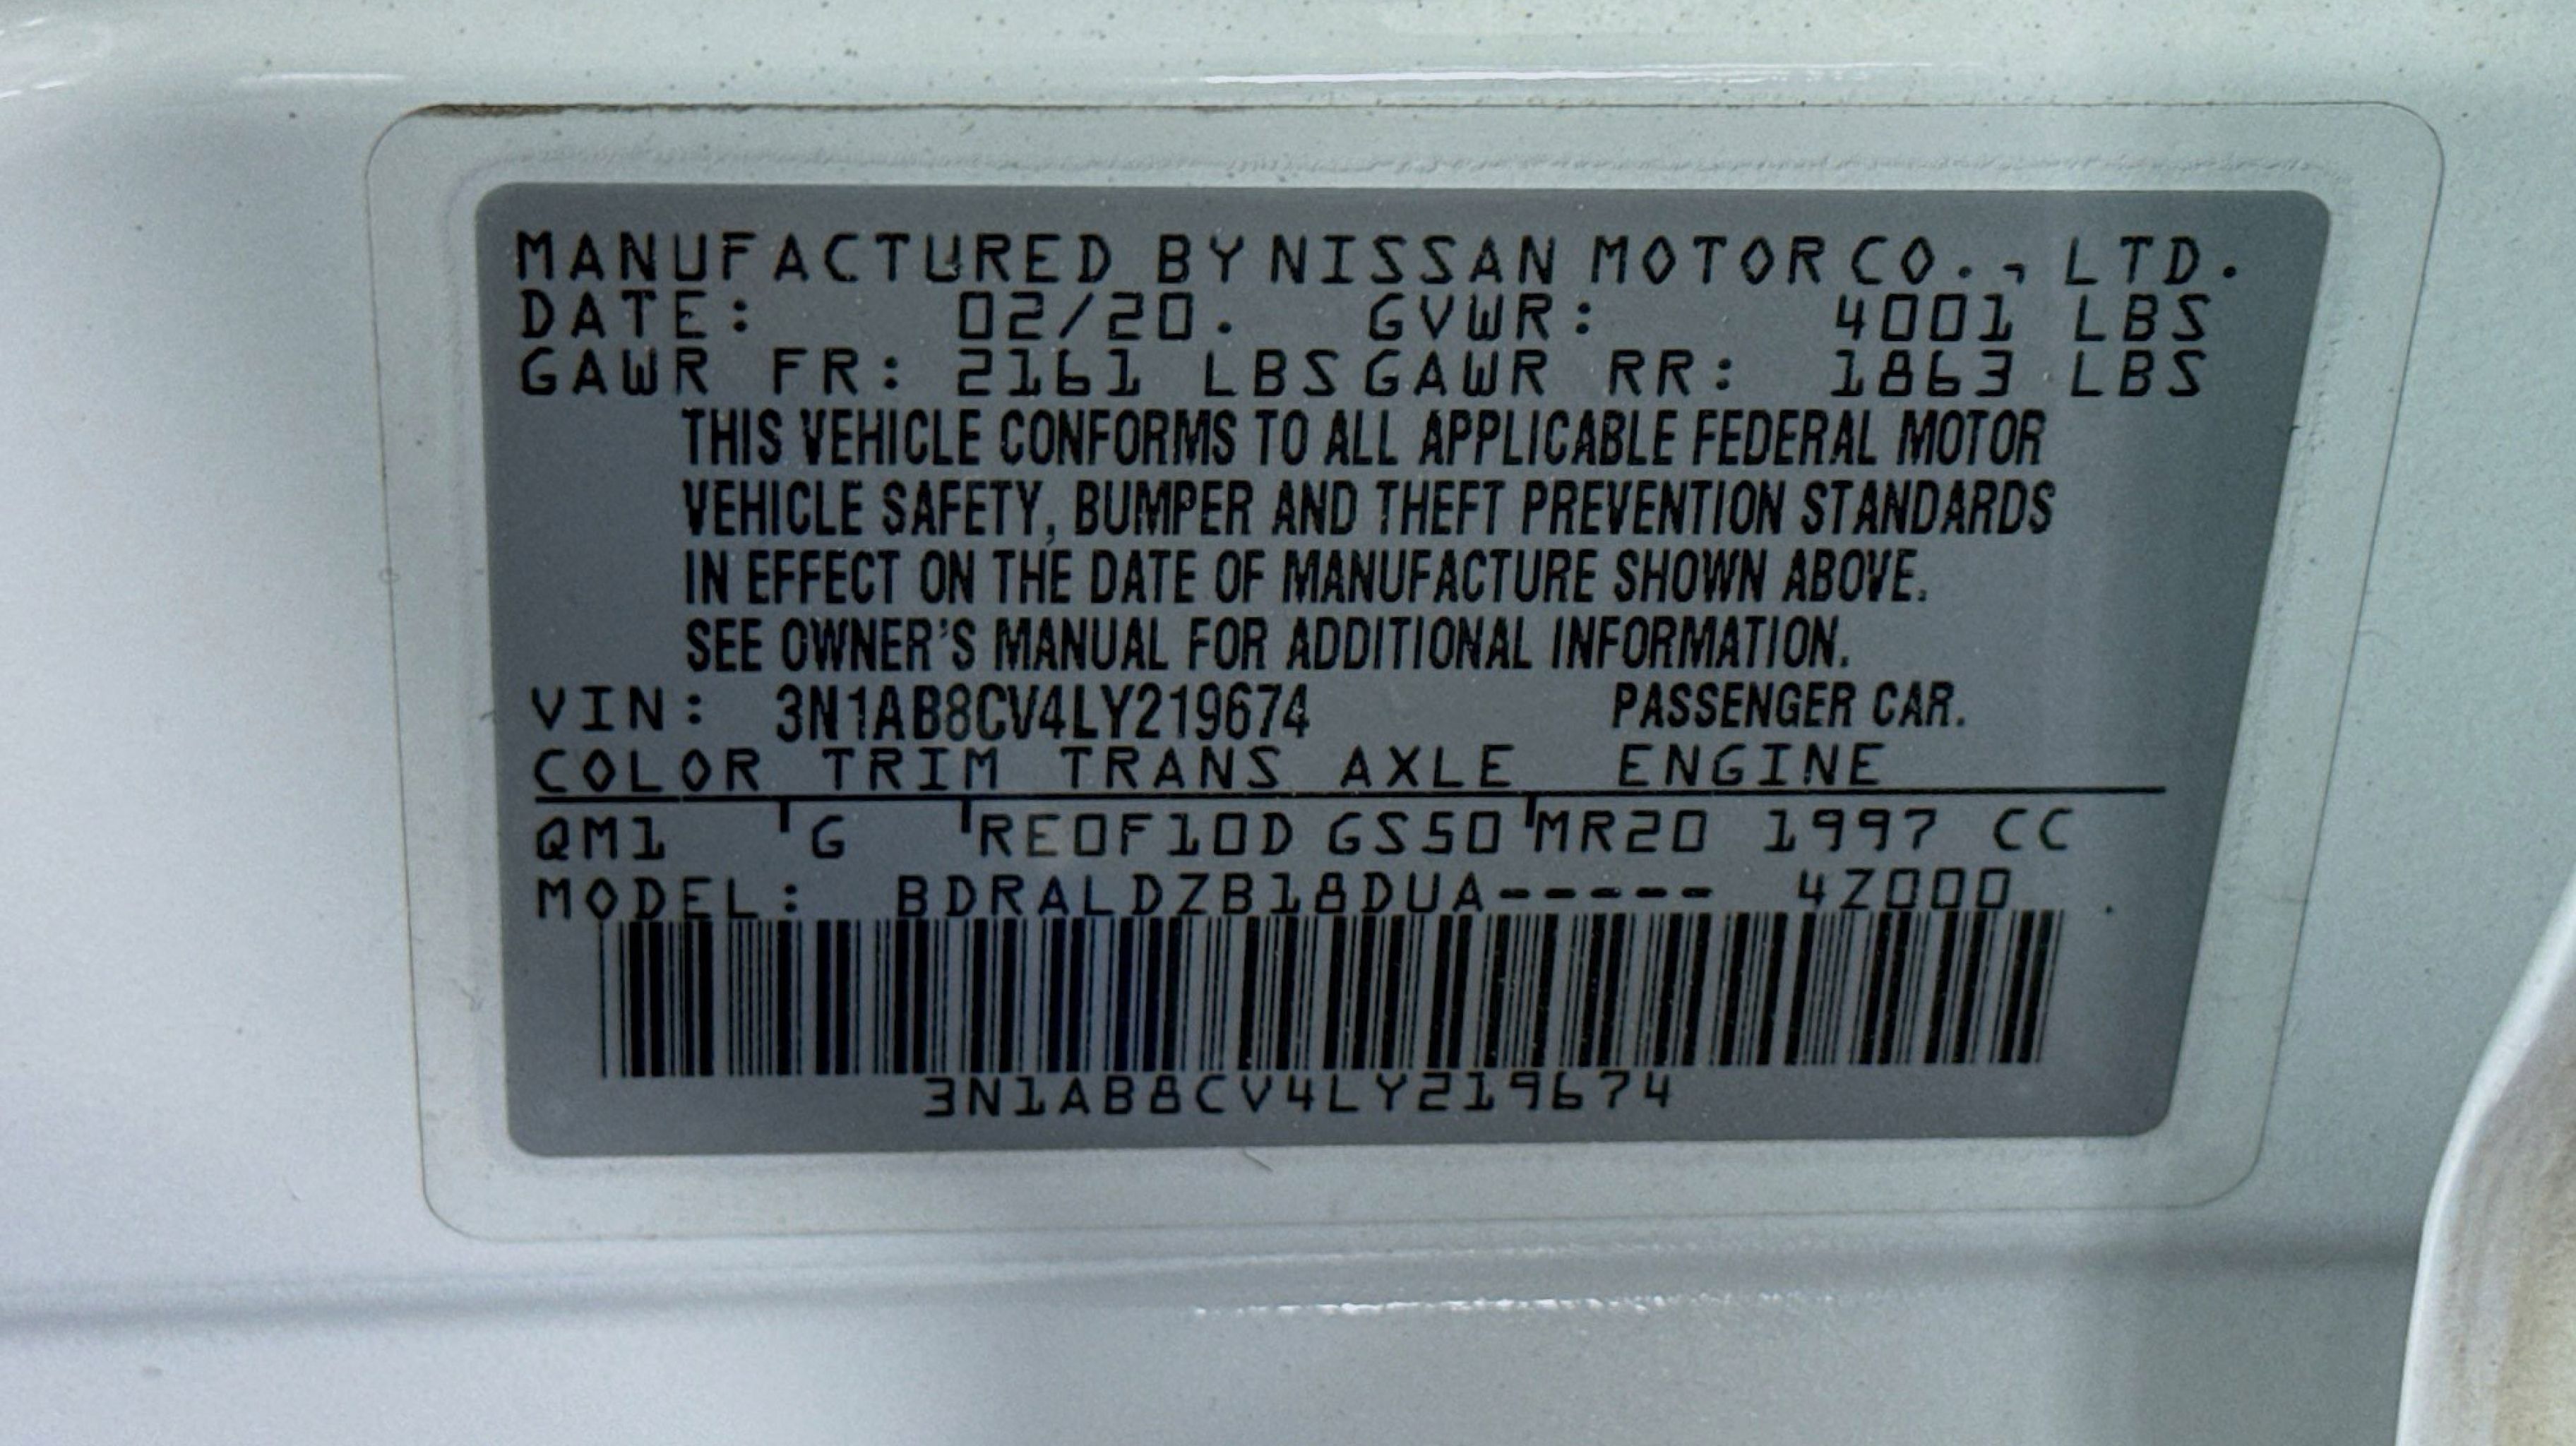 MANUFACTURED BY NISSAN MOTOR CO., LTD.
DATE: 02/20. GVWR: 4001 LBS
GAWR FR: 2161 LBS GAWR RR: 1863 LBS
THIS VEHICLE CONFORMS TO ALL APPLICABLE FEDERAL MOTOR
VEHICLE SAFETY, BUMPER AND THEFT PREVENTION STANDARDS
IN EFFECT ON THE DATE OF MANUFACTURE SHOWN ABOVE.
SEE OWNER'S MANUAL FOR ADDITIONAL INFORMATION.
VIN: 3N1AB8CV4LY219674 PASSENGER CAR.
COLOR TRIM TRANS AXLE ENGINE
QM1 G RE0F10D GS50 MR20 1997 CC
MODEL: BDRALDZB18DUA----- 4Z000
3N1AB8CV4LY219674